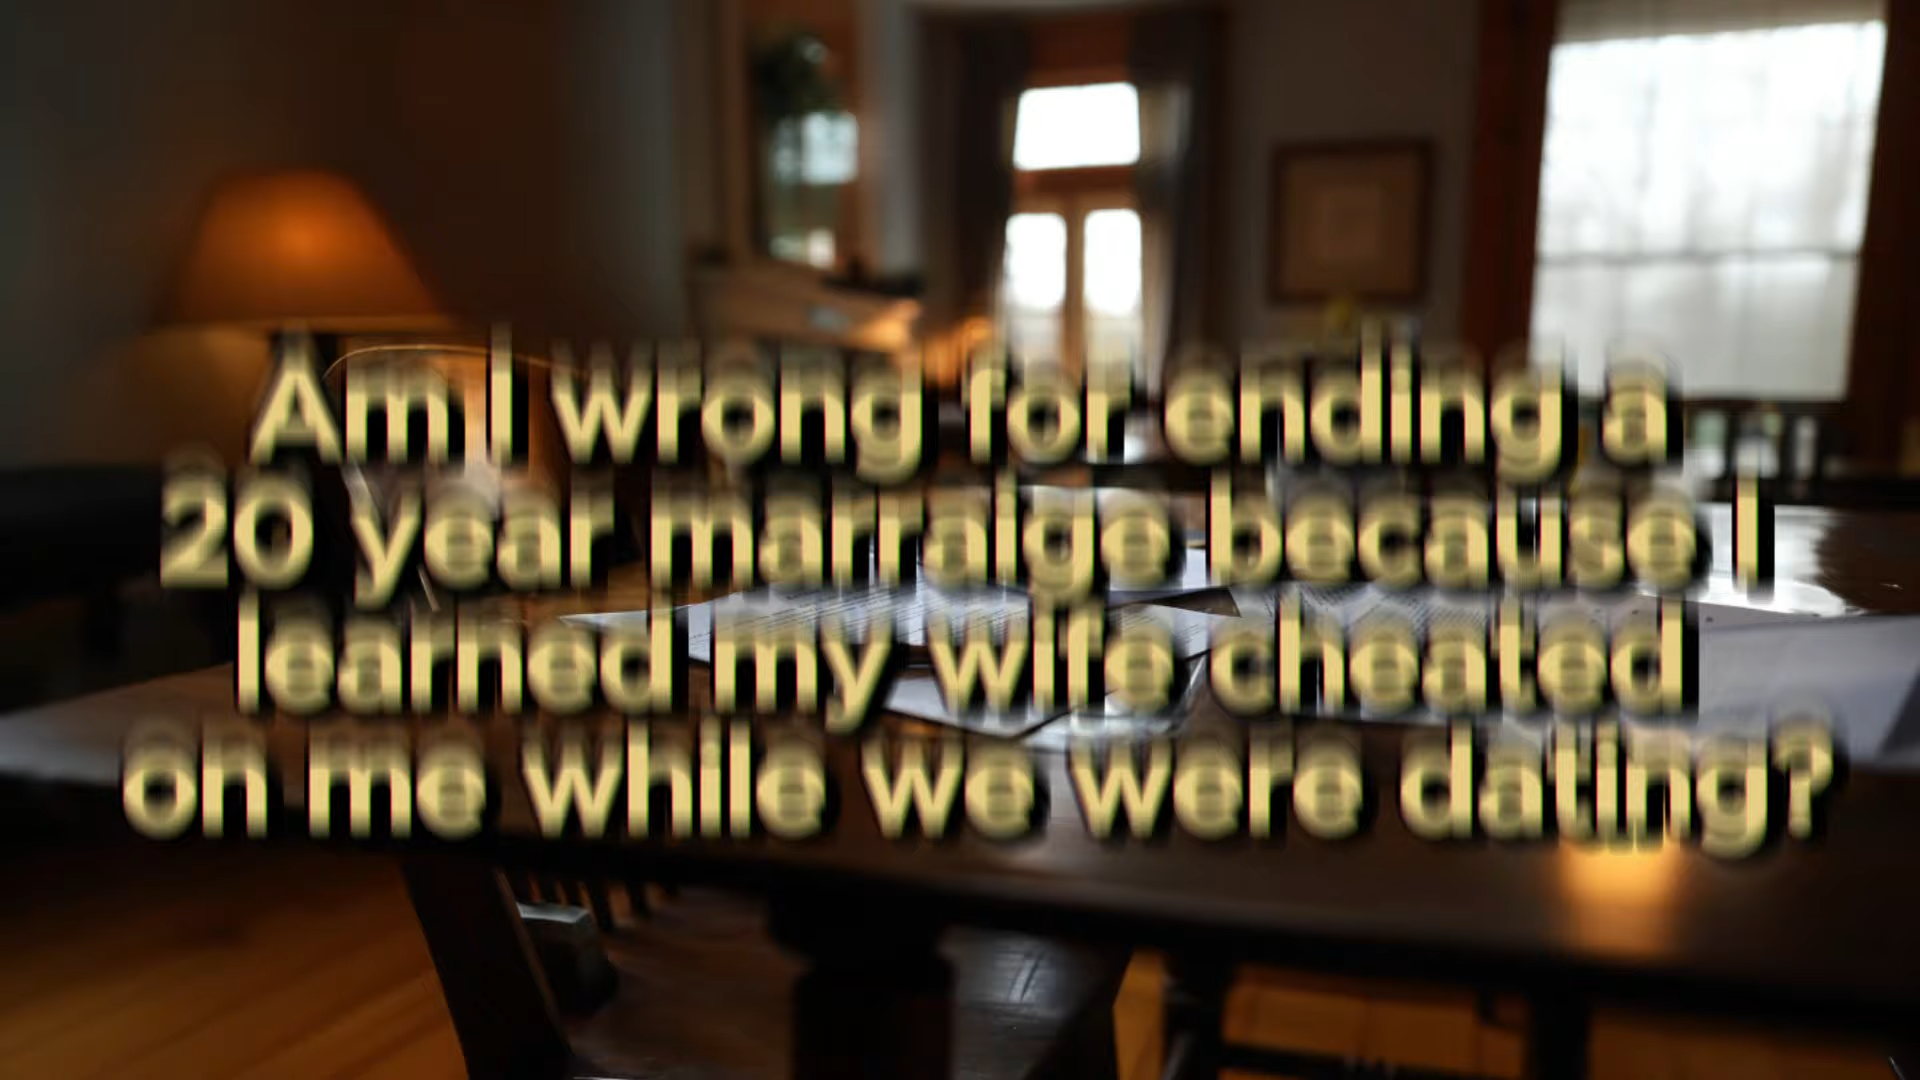 Am I wrong for ending a
20 year marraige because I
learned my wife cheated
on me while we were dating?